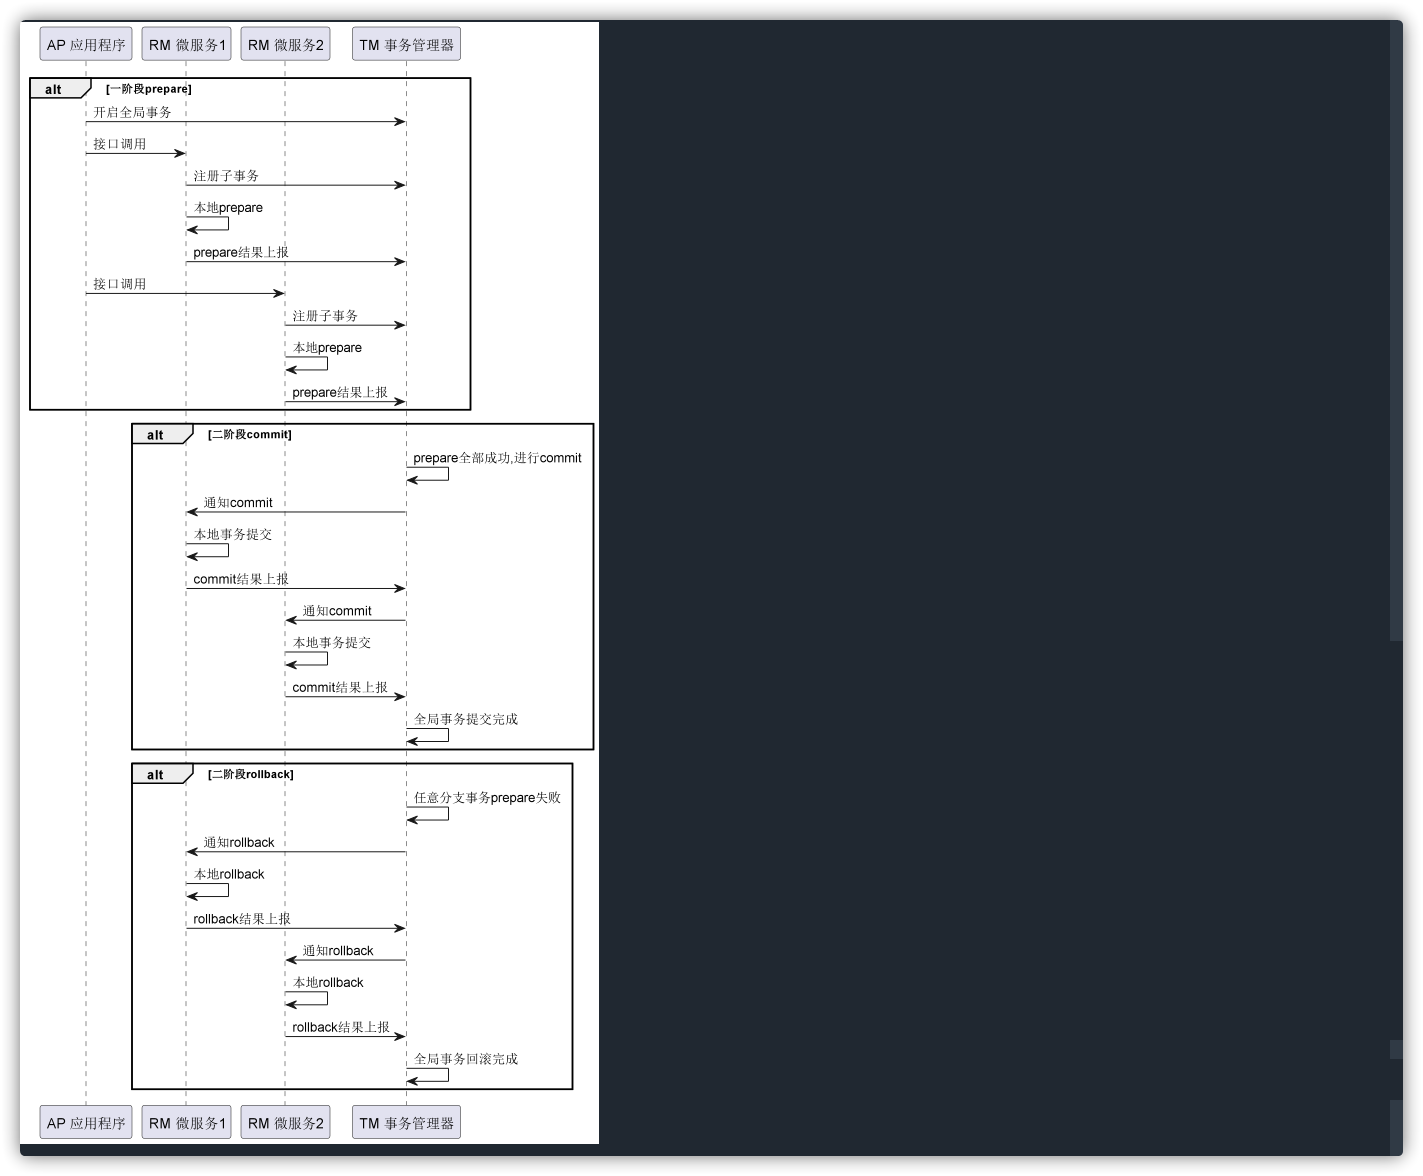 AP 应用程序 RM 微服务1 RM 微服务2 TM 事务管理器
alt [一阶段prepare]
开启全局事务
接口调用
注册子事务
本地prepare
prepare结果上报
接口调用
注册子事务
本地prepare
prepare结果上报
alt [二阶段commit]
prepare全部成功,进行commit
通知commit
本地事务提交
commit结果上报
通知commit
本地事务提交
commit结果上报
全局事务提交完成
alt [二阶段rollback]
任意分支事务prepare失败
通知rollback
本地rollback
rollback结果上报
通知rollback
本地rollback
rollback结果上报
全局事务回滚完成
AP 应用程序 RM 微服务1 RM 微服务2 TM 事务管理器